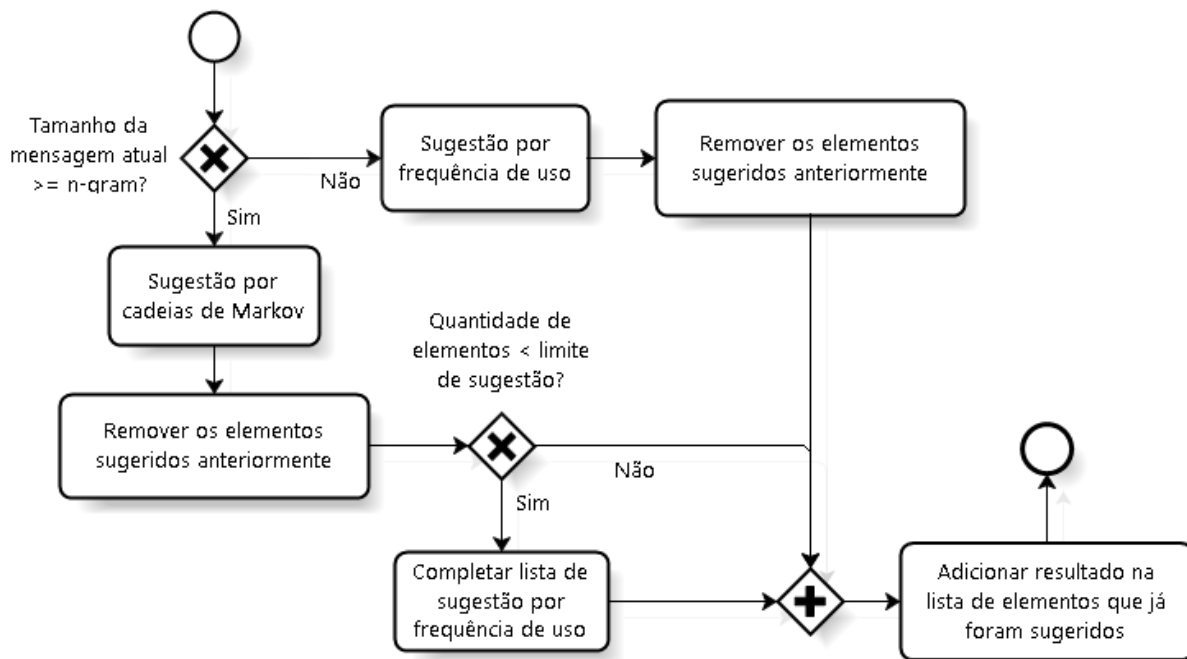 Tamanho da
mensagem atual
>= n-gram?
Não
Sugestão por
frequência de uso
Remover os elementos
sugeridos anteriormente
Sim
Sugestão por
cadeias de Markov
Quantidade de
elementos < limite
de sugestão?
Remover os elementos
sugeridos anteriormente
Não
Sim
Completar lista de
sugestão por
frequência de uso
Adicionar resultado na
lista de elementos que já
foram sugeridos